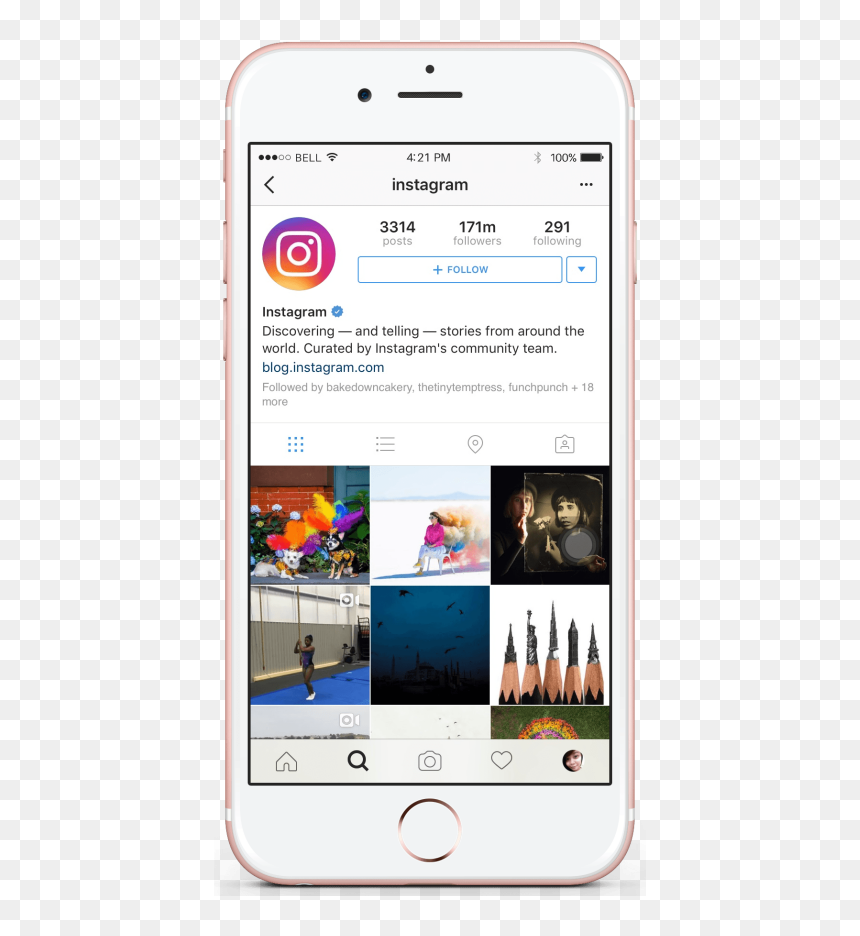 BELL 4:21 PM 100%
instagram
3314 171m 291
posts followers following
+ FOLLOW
Instagram
Discovering — and telling — stories from around the
world. Curated by Instagram's community team.
blog.instagram.com
Followed by bakedowncakery, thetinytemptress, funchpunch + 18
more